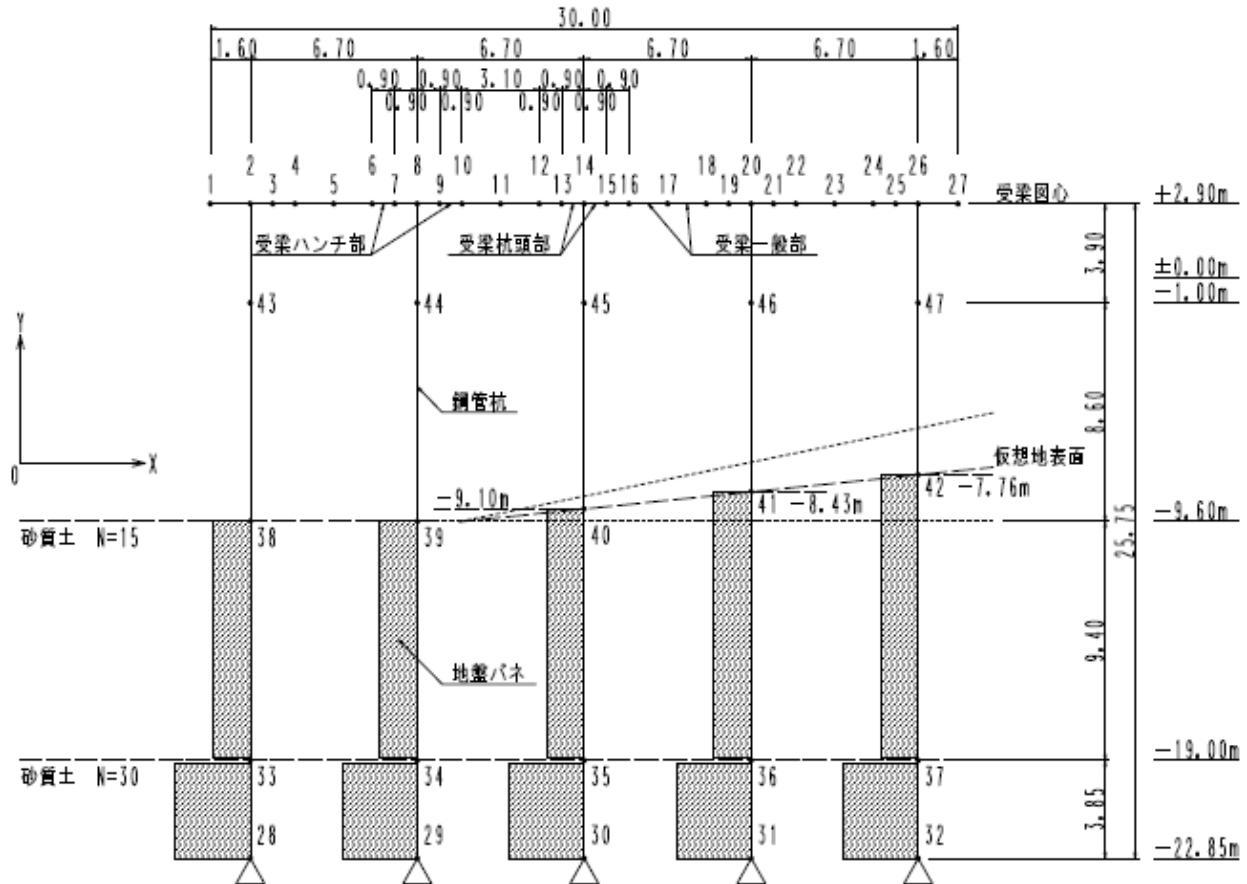 30.00
1.60 6.70 6.70 6.70 6.70 1.60
0.90 0.90 3.10 0.90 0.90
0.90 0.90 0.90 0.90
2 4 6 8 10 12 14 16 18 20 22 24 26
1 3 5 7 9 11 13 15 17 19 21 23 25 27
受梁図心
+2.90m
受梁ハンチ部
受梁杭頭部
受梁一般部
3.90
±0.00m
-1.00m
43 44 45 46 47
Y
0
X
鋼管杭
8.60
仮想地表面
-9.10m
41 -8.43m
42 -7.76m
-9.60m
砂質土 N=15
38 39 40
25.75
地盤バネ
9.40
-19.00m
砂質土 N=30
33 34 35 36 37
3.85
28 29 30 31 32
-22.85m